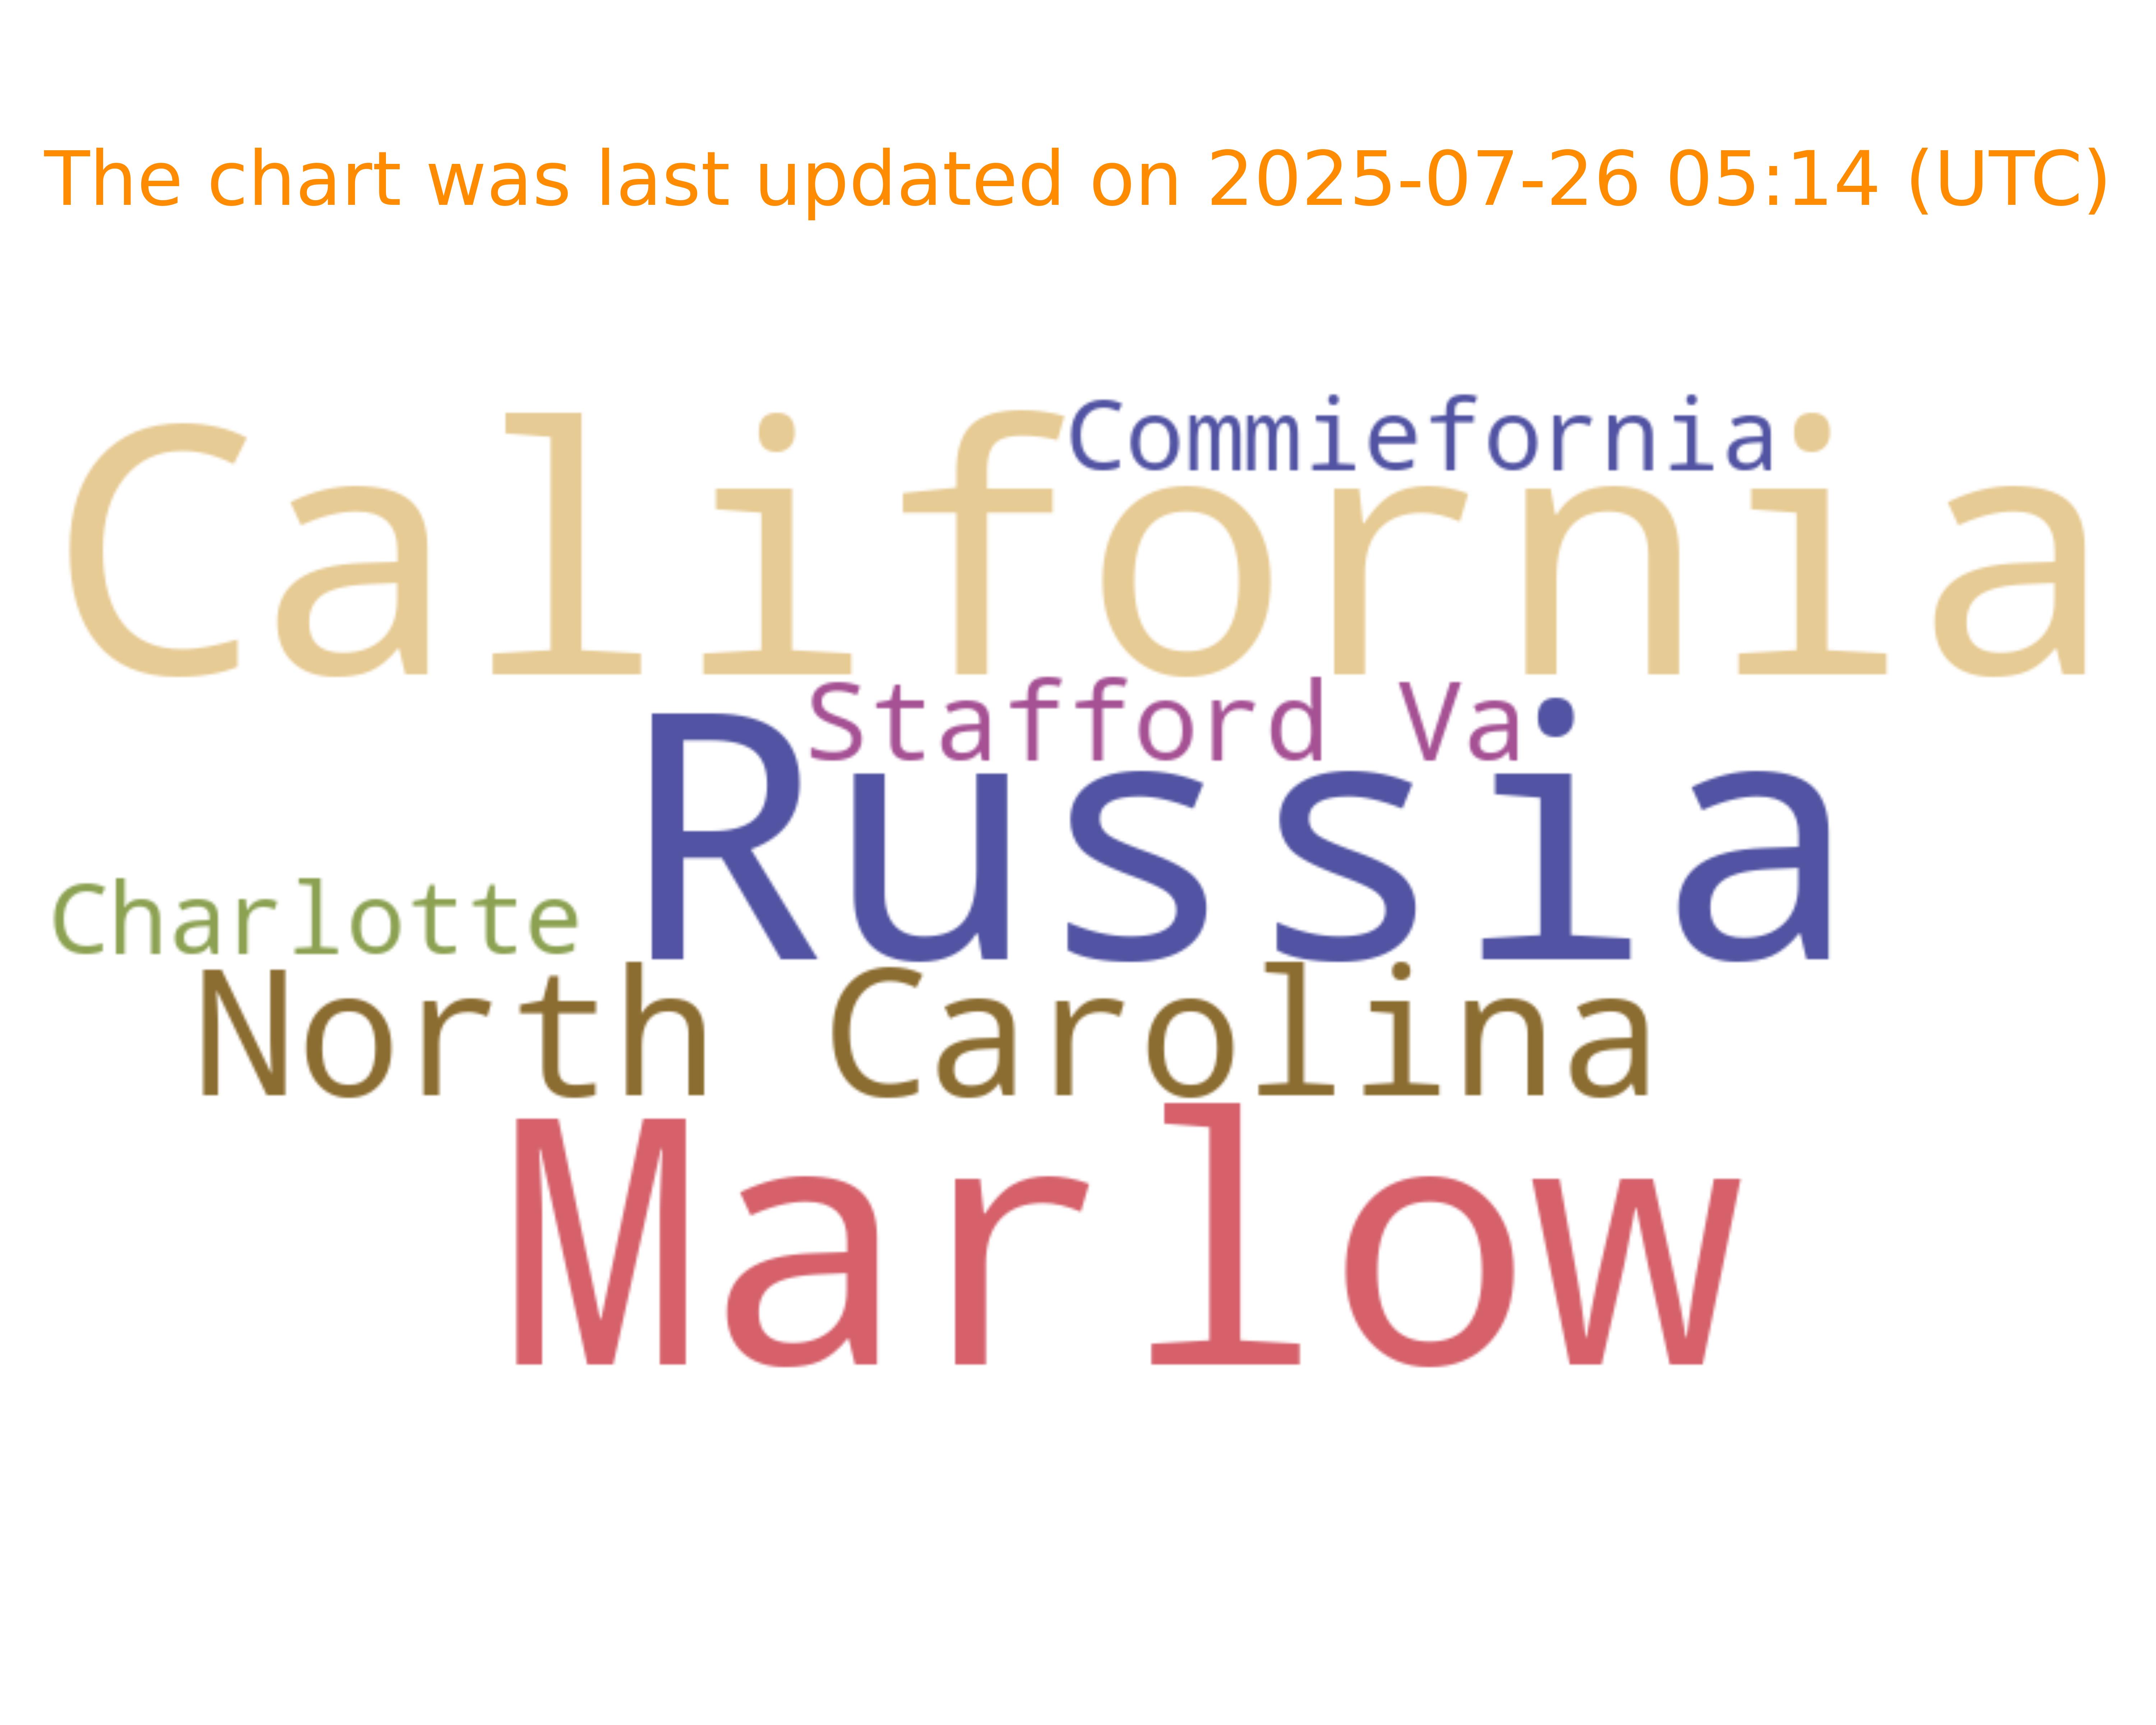 The chart was last updated on 2025-07-26 05:14 (UTC)
Commiefornia
California
Stafford Va
Russia
Charlotte
North Carolina
Marlow